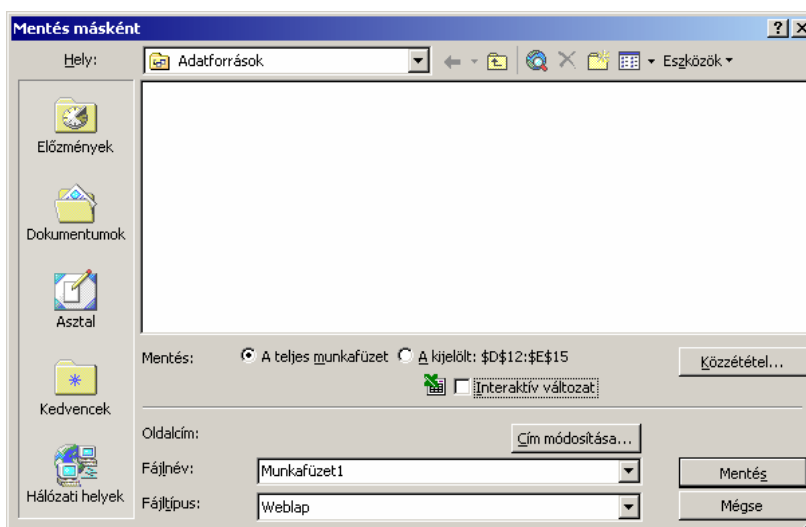 Mentés másként
Hely:
Adatforrások
Eszközök
Előzmények
Dokumentumok
Asztal
Kedvencek
Hálózati helyek
Mentés:
A teljes munkafüzet
A kijelölt: $D$12:$E$15
Közzététel...
Interaktív változat
Oldalcím:
Cím módosítása...
Fájlnév:
Munkafüzet1
Mentés
Fájltípus:
Weblap
Mégse